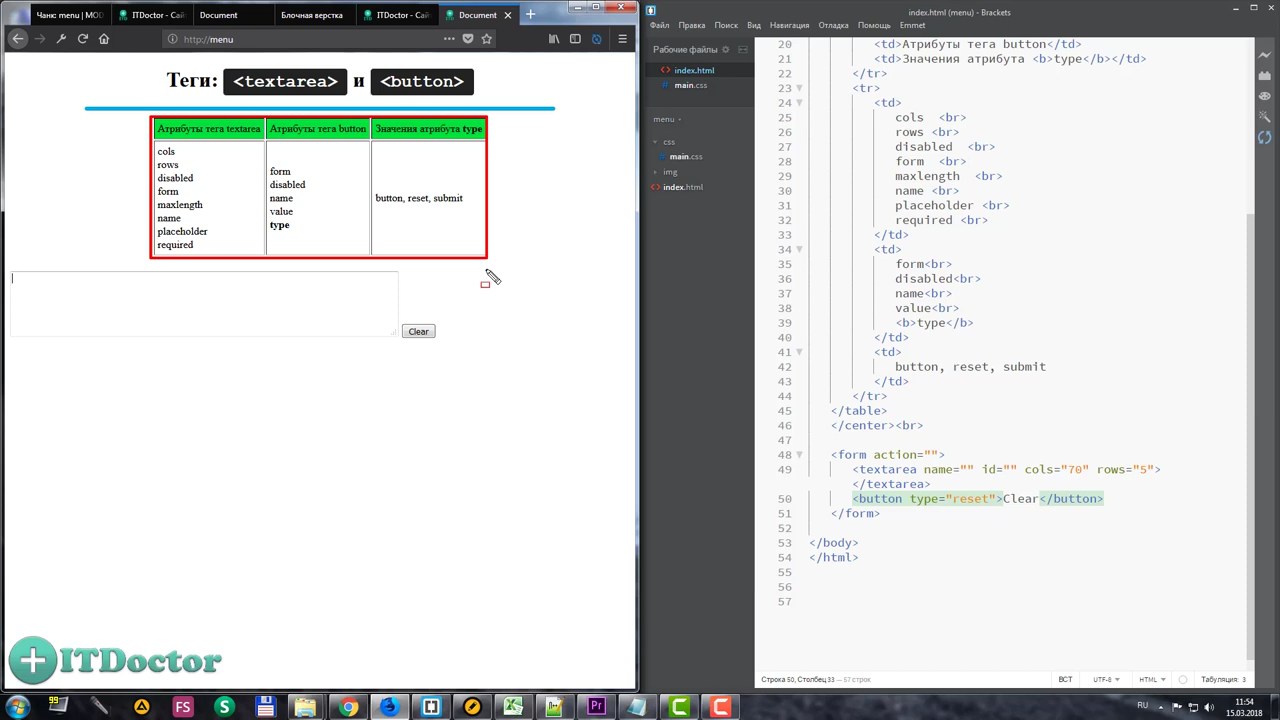 Чанк: menu | MOD
ITDoctor - Сай
Document
Блочная верстка
ITDoctor - Сай
Document
http://menu
Теги: <textarea> и <button>
Атрибуты тега textarea
Атрибуты тега button
Значения атрибута type
cols
rows
disabled
form
maxlength
name
placeholder
required
form
disabled
name
value
type
button, reset, submit
Clear
ITDoctor
index.html (menu) - Brackets
Файл Правка Поиск Вид Навигация Отладка Помощь Emmet
Рабочие файлы
index.html
main.css
menu
css
main.css
img
index.html
20 <td>Атрибуты тега button</td>
21 <td>Значения атрибута <b>type</b></td>
22 </tr>
23 <tr>
24 <td>
25 cols <br>
26 rows <br>
27 disabled <br>
28 form <br>
29 maxlength <br>
30 name <br>
31 placeholder <br>
32 required <br>
33 </td>
34 <td>
35 form<br>
36 disabled<br>
37 name<br>
38 value<br>
39 <b>type</b>
40 </td>
41 <td>
42 button, reset, submit
43 </td>
44 </tr>
45 </table>
46 </center><br>
47
48 <form action="">
49 <textarea name="" id="" cols="70" rows="5">
</textarea>
50 <button type="reset">Clear</button>
51 </form>
52
53 </body>
54 </html>
55
56
57
Строка 50, Столбец 33 — 57 строк
ВСТ
UTF-8
HTML
Табуляция: 3
99
FS
S
Pr
C
C
RU
11:54
15.03.2018